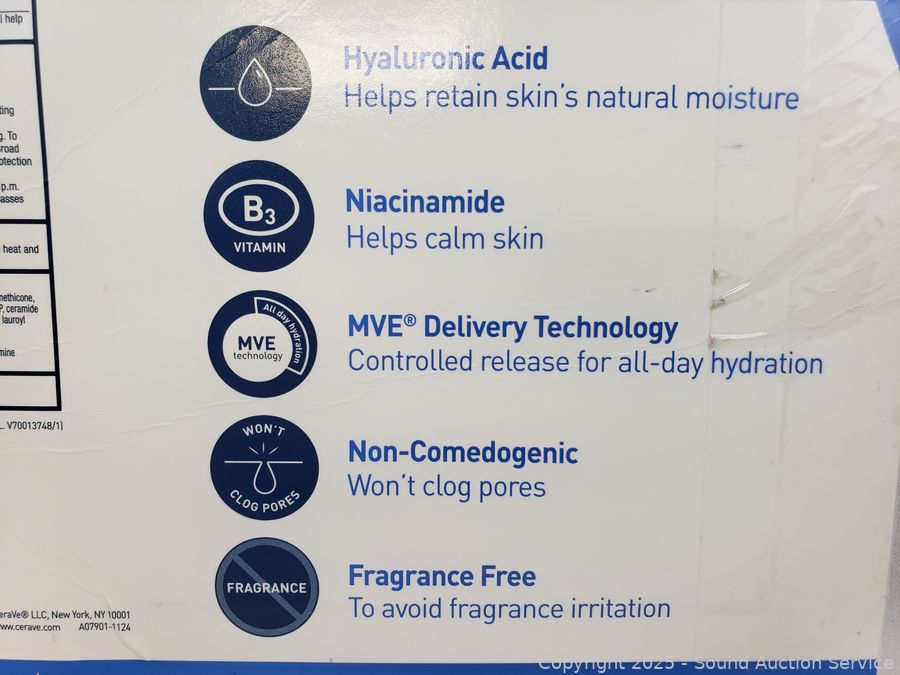 l help
ting
g. To
road
otection
p.m.
asses
heat and
methicone,
P, ceramide
lauroyl
mine
L. V70013748/1)
eraVe® LLC, New York, NY 10001
www.cerave.com A07901-1124
Hyaluronic Acid
Helps retain skin's natural moisture
B3
VITAMIN
Niacinamide
Helps calm skin
All day hydration
MVE
technology
MVE® Delivery Technology
Controlled release for all-day hydration
WON'T
CLOG PORES
Non-Comedogenic
Won't clog pores
FRAGRANCE
Fragrance Free
To avoid fragrance irritation
Copyright 2025 - Sound Auction Service